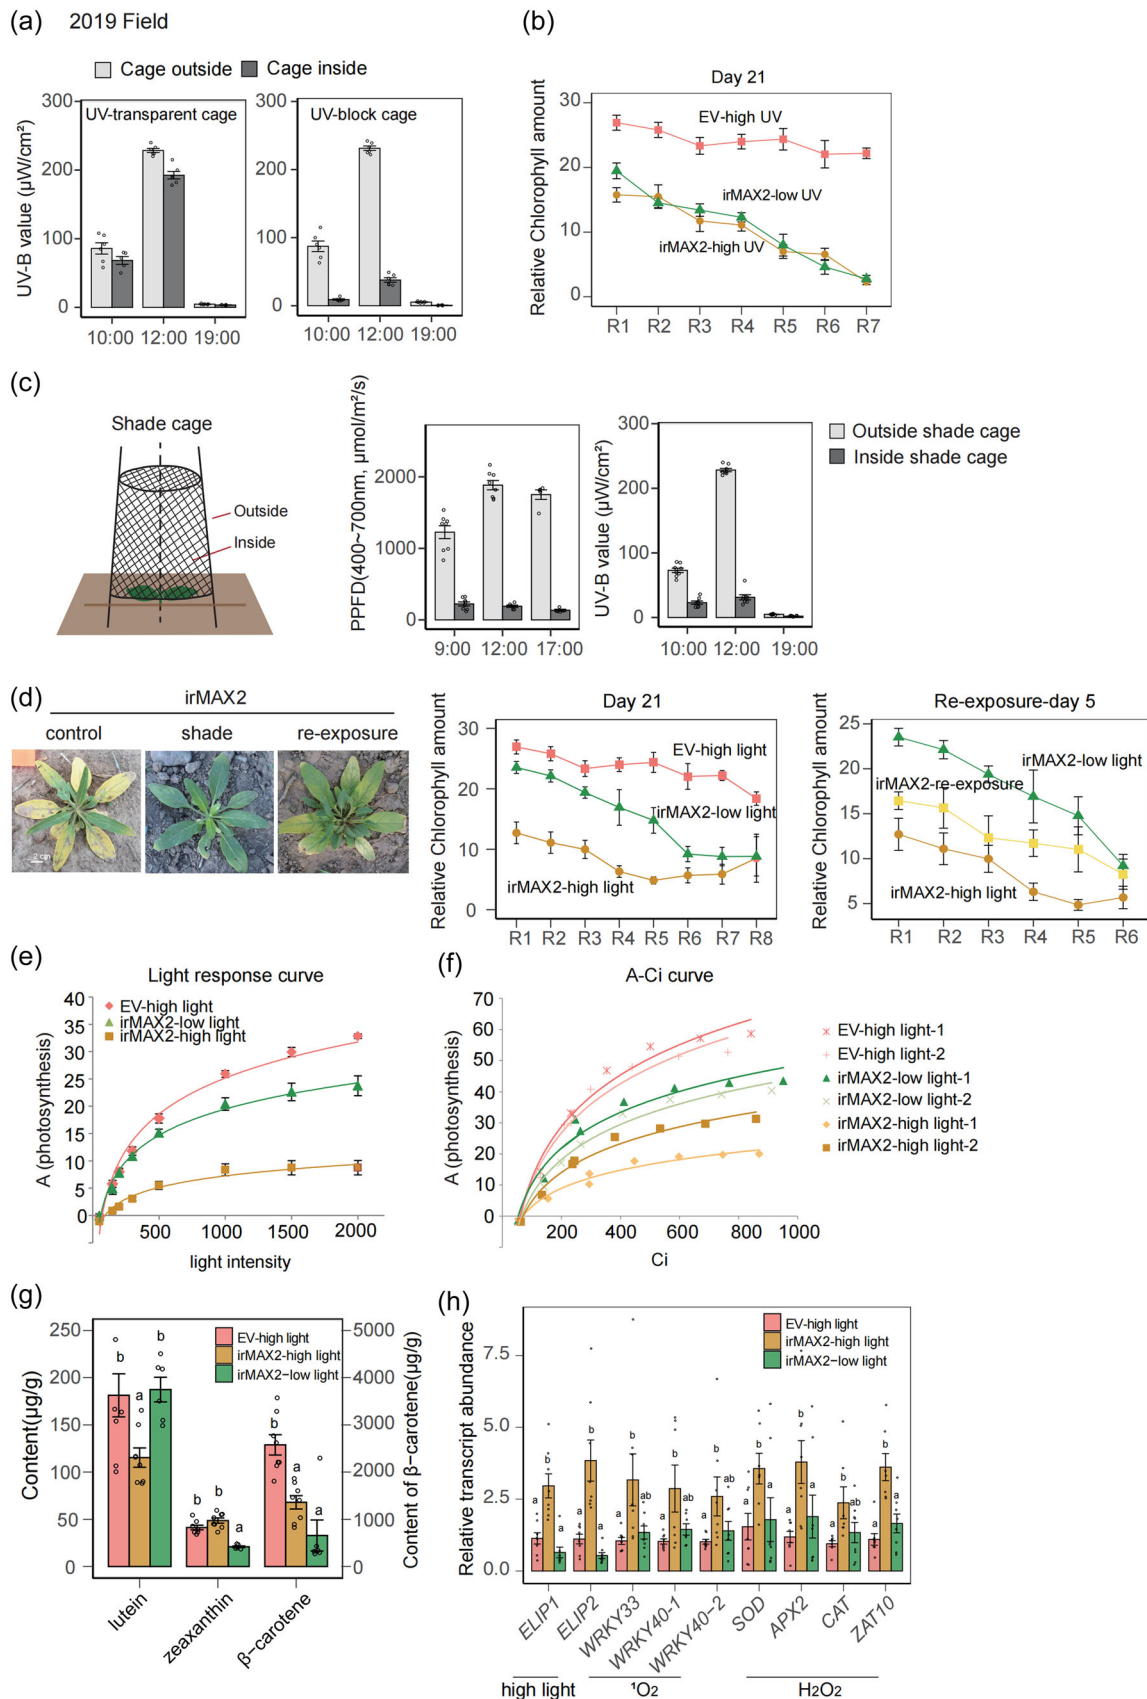 (a) 2019 Field
Cage outside Cage inside
UV-transparent cage
UV-block cage
UV-B value (μW/cm²)
300
200
100
0
10:00 12:00 19:00
300
200
100
0
10:00 12:00 19:00
(b)
Day 21
Relative Chlorophyll amount
30
20
10
0
EV-high UV
irMAX2-low UV
irMAX2-high UV
R1 R2 R3 R4 R5 R6 R7
(c)
Shade cage
Outside
Inside
PPFD(400~700nm, μmol/m²/s)
2000
1000
0
9:00 12:00 17:00
UV-B value (μW/cm²)
300
200
100
0
10:00 12:00 19:00
Outside shade cage
Inside shade cage
(d)
irMAX2
control shade re-exposure
2 cm
Day 21
Relative Chlorophyll amount
30
20
10
0
EV-high light
irMAX2-low light
irMAX2-high light
R1 R2 R3 R4 R5 R6 R7 R8
Re-exposure-day 5
Relative Chlorophyll amount
25
20
15
10
5
irMAX2-low light
irMAX2-re-exposure
irMAX2-high light
R1 R2 R3 R4 R5 R6
(e)
Light response curve
EV-high light
irMAX2-low light
irMAX2-high light
A (photosynthesis)
40
35
30
25
20
15
10
5
0
500 1000 1500 2000
light intensity
(f)
A-Ci curve
A (photosynthesis)
70
60
50
40
30
20
10
0
200 400 600 800 1000
Ci
EV-high light-1
EV-high light-2
irMAX2-low light-1
irMAX2-low light-2
irMAX2-high light-1
irMAX2-high light-2
(g)
Content(μg/g)
250
200
150
100
50
0
EV-high light
irMAX2-high light
irMAX2-low light
b a b
b b a
b a a
5000
4000
3000
2000
1000
0
Content of β-carotene(μg/g)
lutein
zeaxanthin
β-carotene
(h)
Relative transcript abundance
7.5
5.0
2.5
0.0
EV-high light
irMAX2-high light
irMAX2-low light
a b a
a b a
a b ab
a b ab
a b ab
a b a
a b a
a b ab
a b a
ELIP1
ELIP2
WRKY33
WRKY40-1
WRKY40-2
SOD
APX2
CAT
ZAT10
high light
¹O₂
H₂O₂